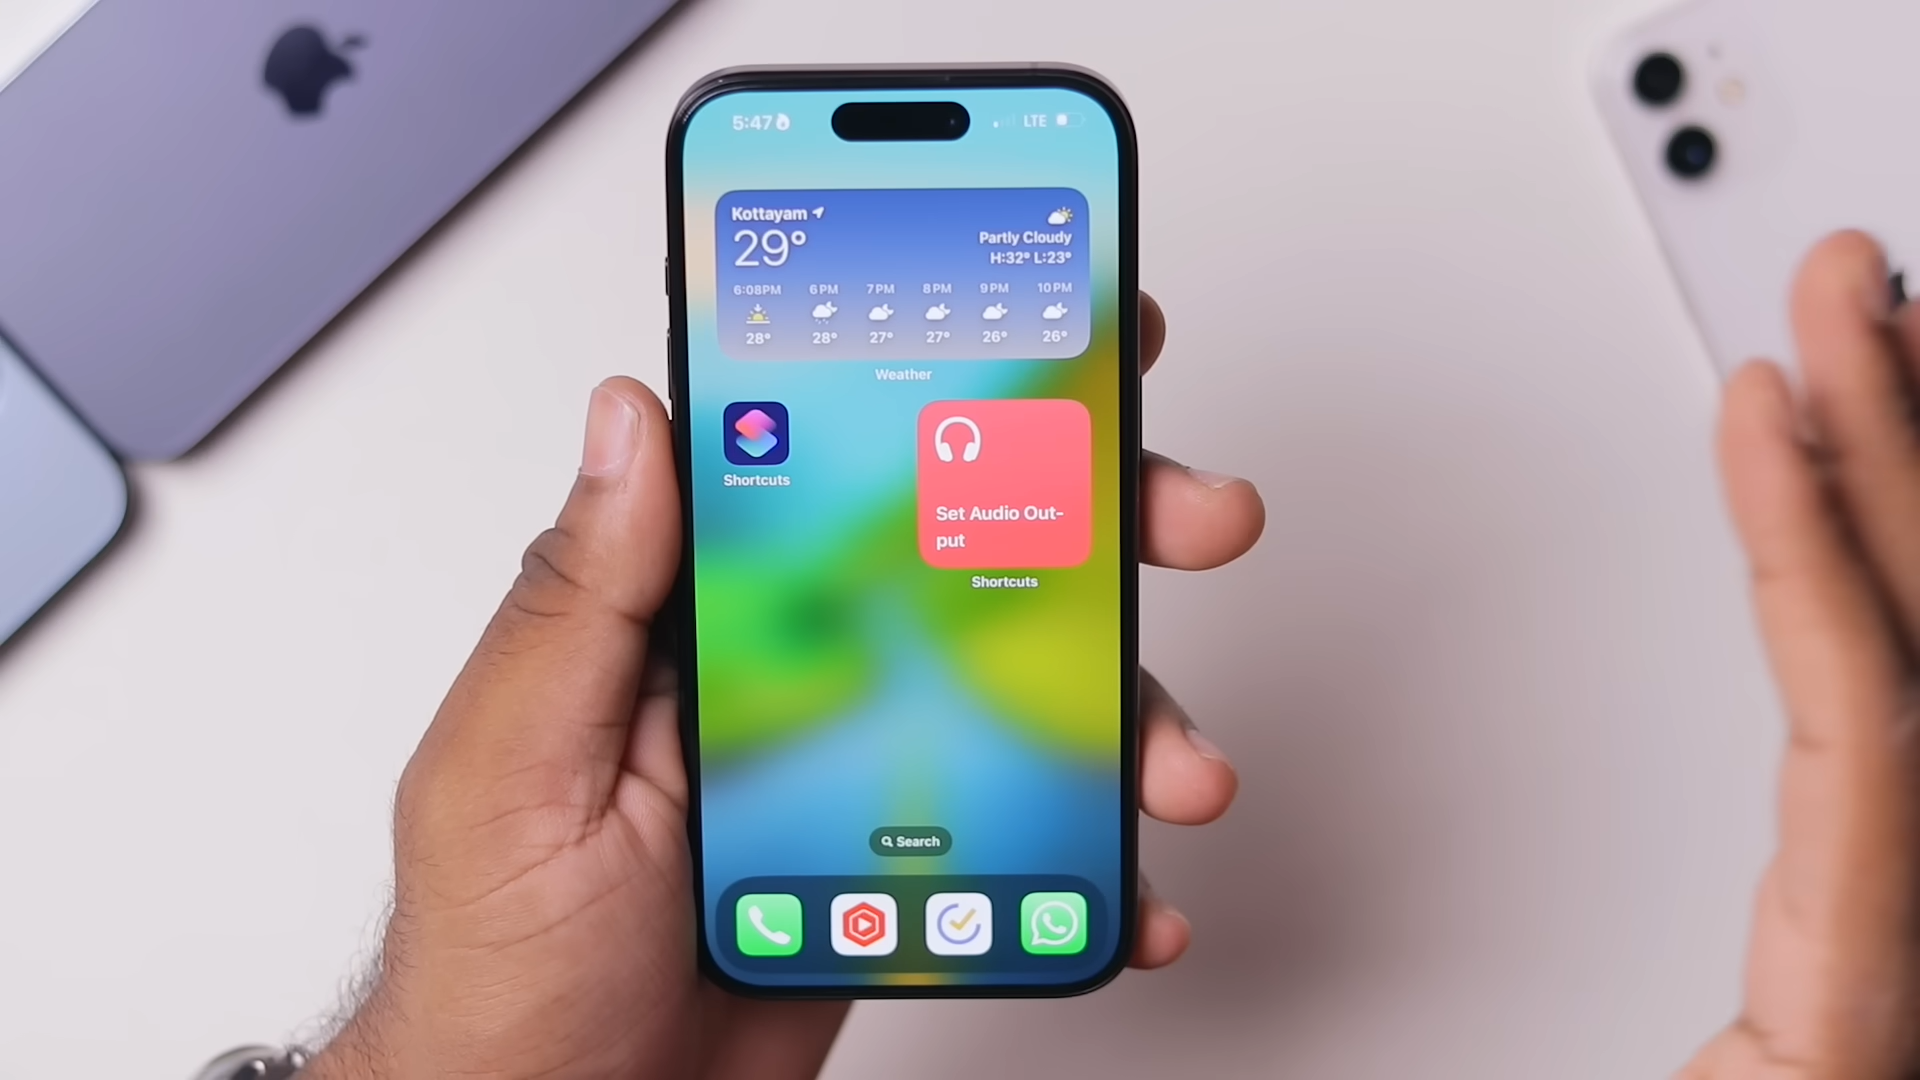 5:47
LTE
Kottayam
29°
Partly Cloudy
H:32° L:23°
6:08PM 6PM 7PM 8PM 9PM 10PM
28° 28° 27° 27° 26° 26°
Weather
Shortcuts
Set Audio Out-
put
Shortcuts
Search